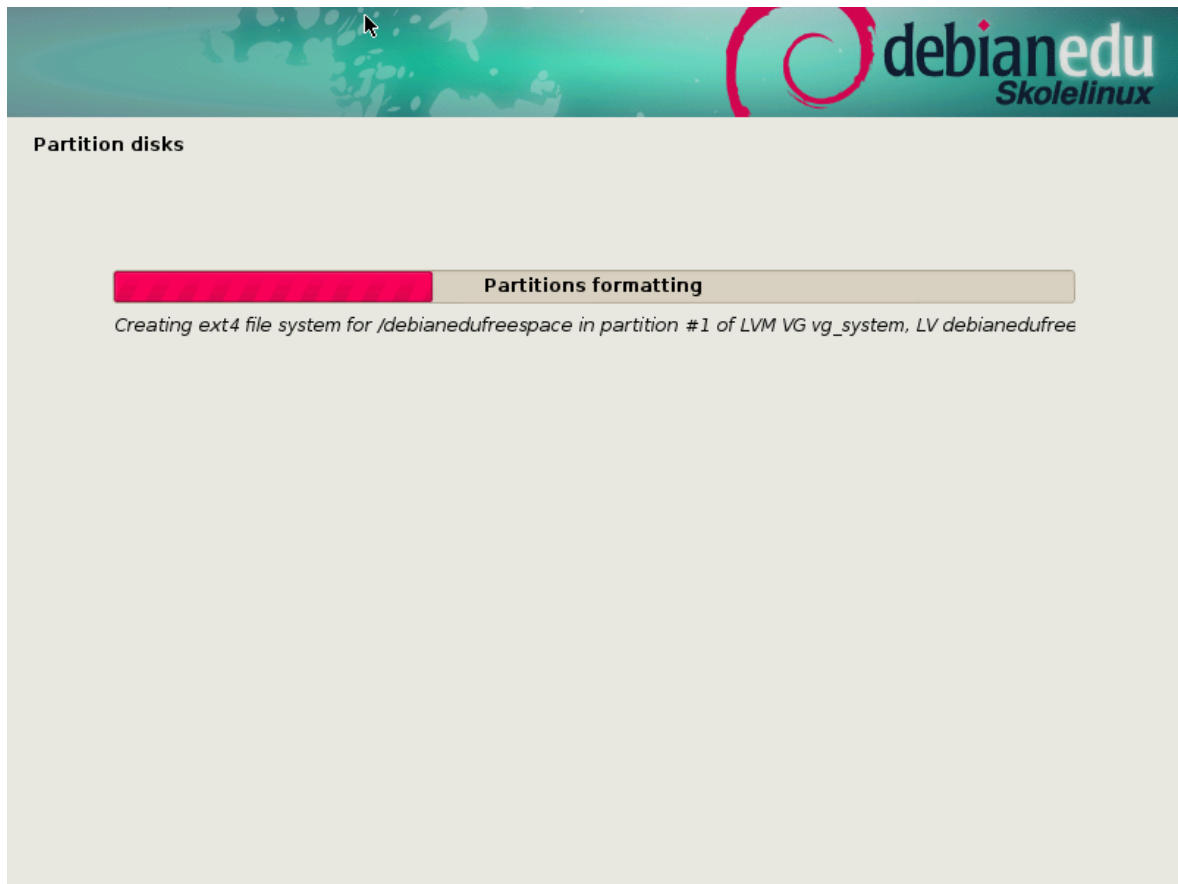 debianedu
Skolelinux
Partition disks
Partitions formatting
Creating ext4 file system for /debianedufreespace in partition #1 of LVM VG vg_system, LV debianedufree